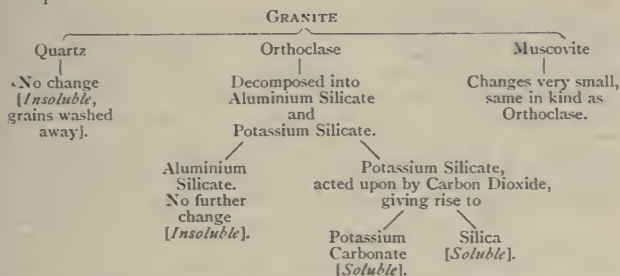 GRANITE
Quartz
No change
[Insoluble,
grains washed
away].
Orthoclase
Decomposed into
Aluminium Silicate
and
Potassium Silicate.
Muscovite
Changes very small,
same in kind as
Orthoclase.
Aluminium
Silicate.
No further
change
[Insoluble].
Potassium Silicate,
acted upon by Carbon Dioxide,
giving rise to
Potassium
Carbonate
[Soluble].
Silica
[Soluble].